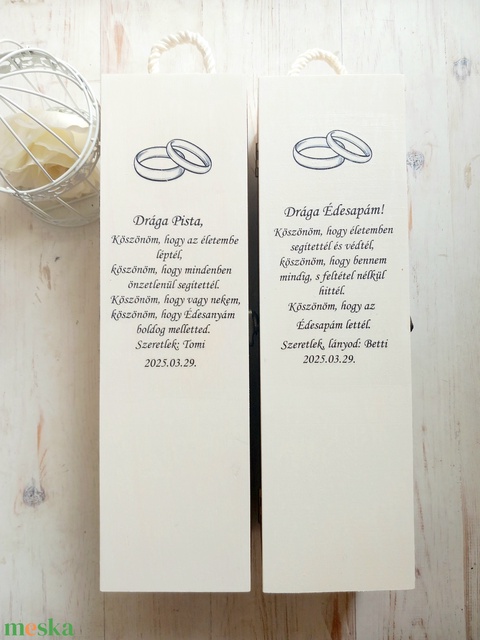 Drága Pista,
Köszönöm, hogy az életembe
léptél,
köszönöm, hogy mindenben
önzetlenül segítettél.
Köszönöm, hogy vagy nekem,
köszönöm, hogy Édesanyám
boldog melletted.
Szeretlek: Tomi
2025.03.29.
Drága Édesapám!
Köszönöm, hogy életemben
segítettél és védtél,
köszönöm, hogy bennem
mindig, s feltétel nélkül
hittél.
Köszönöm, hogy az
Édesapám lettél.
Szeretlek, lányod: Betti
2025.03.29.
meska